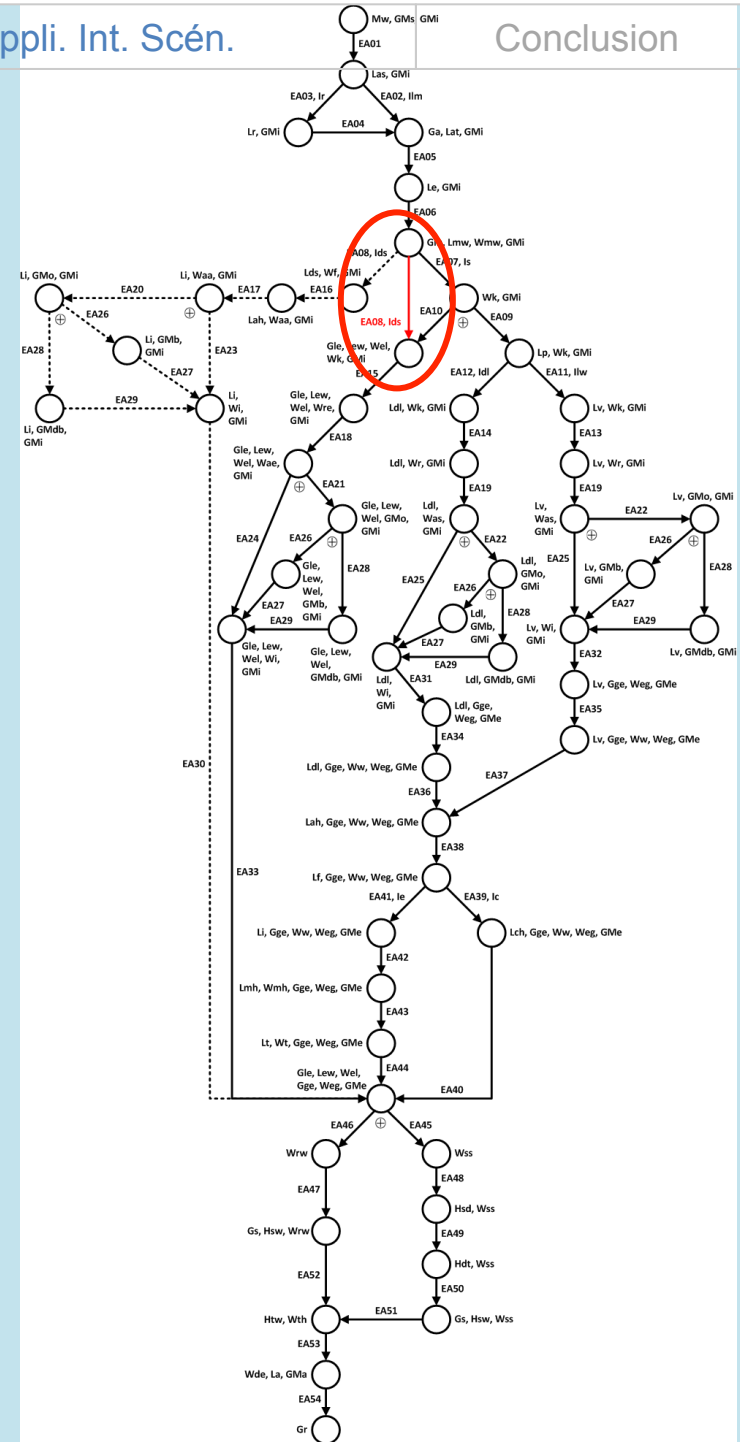 ppli. Int. Scén.
Conclusion
Mw, GMs, GMi
EA01
Las, GMi
EA03, Ir
EA02, Ilm
Lr, GMi
EA04
Ga, Lat, GMi
EA05
Le, GMi
EA06
Lmw, Wmw, GMi
EA08, Ids
EA07, Is
Lds, Wf, GMi
Li, GMo, GMi
EA20
Li, Waa, GMi
EA17
EA16
Wk, GMi
⊕
⊕
⊕
EA26
Lah, Waa, GMi
EA08, Ids
EA10
EA09
EA28
Li, GMb,
GMi
EA23
Gle, Lew, Wel,
Wk, GMi
Lp, Wk, GMi
EA27
EA15
EA12, Idl
EA11, Ilw
EA29
Li,
Wi,
GMi
Li, GMdb,
GMi
Gle, Lew,
Wel, Wre,
GMi
Ldl, Wk, GMi
Lv, Wk, GMi
EA18
EA14
EA13
Gle, Lew,
Wel, Wae,
GMi
Ldl, Wr, GMi
Lv, Wr, GMi
⊕
EA21
EA19
EA19
Gle, Lew,
Wel, GMo,
GMi
Ldl,
Was,
GMi
Lv,
Was,
GMi
EA22
Lv, GMo, GMi
EA24
EA26
⊕
⊕
EA22
⊕
EA26
⊕
Gle,
Lew,
Wel,
GMb,
GMi
EA28
EA25
EA26
Ldl,
GMo,
GMi
⊕
EA25
Lv, GMb,
GMi
EA28
EA27
Ldl,
GMb,
GMi
EA28
EA27
EA29
EA27
EA29
Gle, Lew,
Wel, Wi,
GMi
Gle, Lew,
Wel,
GMdb, GMi
Ldl,
Wi,
GMi
EA29
Ldl, GMdb, GMi
Lv, Wi,
GMi
Lv, GMdb, GMi
EA32
EA31
Lv, Gge, Weg, GMe
Ldl, Gge,
Weg, GMe
EA35
EA34
Lv, Gge, Ww, Weg, GMe
EA30
Ldl, Gge, Ww, Weg, GMe
EA37
EA36
Lah, Gge, Ww, Weg, GMe
EA38
EA33
Lf, Gge, Ww, Weg, GMe
EA41, Ie
EA39, Ic
Li, Gge, Ww, Weg, GMe
Lch, Gge, Ww, Weg, GMe
EA42
Lmh, Wmh, Gge, Weg, GMe
EA43
Lt, Wt, Gge, Weg, GMe
EA44
Gle, Lew, Wel,
Gge, Weg, GMe
EA40
EA46
⊕
EA45
Wrw
Wss
EA47
EA48
Hsd, Wss
Gs, Hsw, Wrw
EA49
Hdt, Wss
EA52
EA50
EA51
Htw, Wth
Gs, Hsw, Wss
EA53
Wde, La, GMa
EA54
Gr